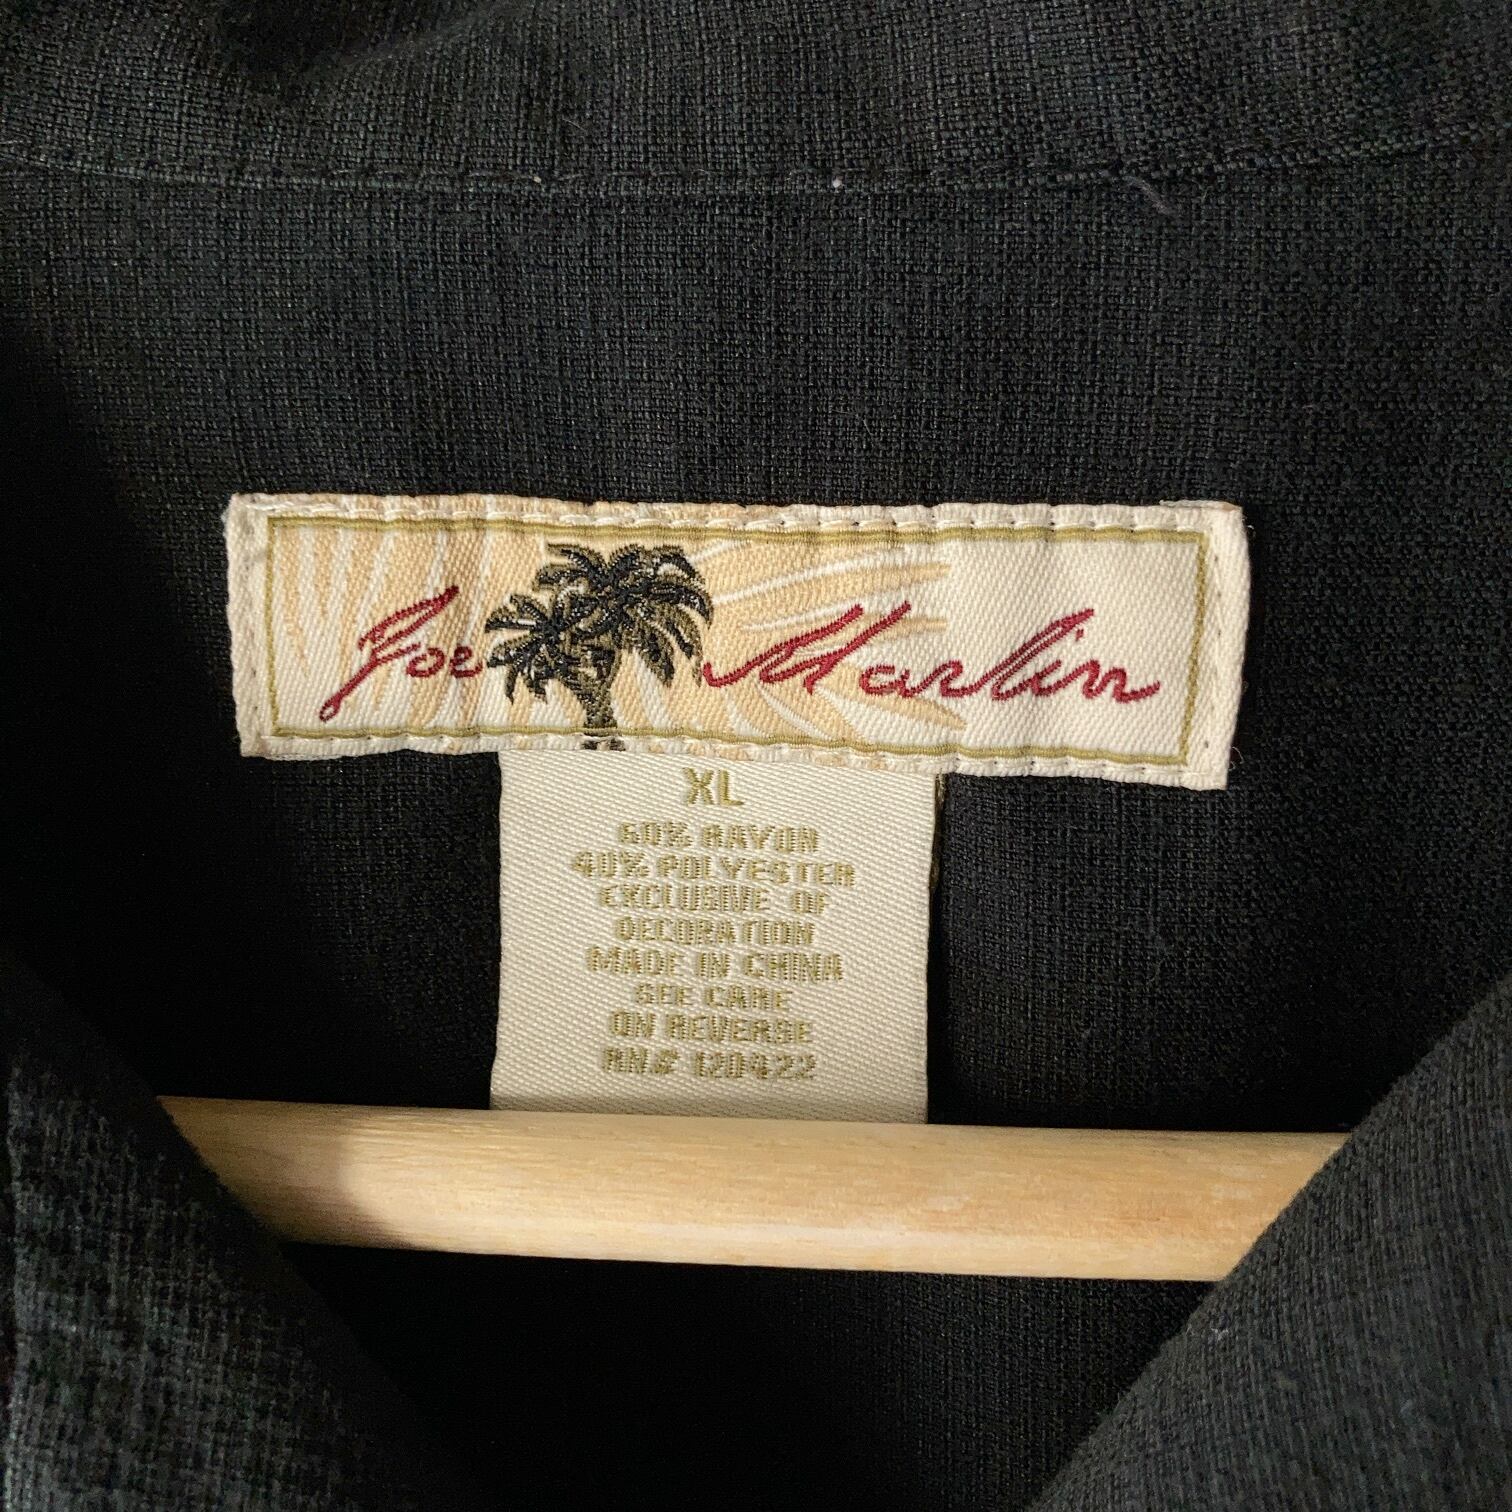 Joe Marlin
XL
60% RAYON
40% POLYESTER
EXCLUSIVE OF
DECORATION
MADE IN CHINA
SEE CARE
ON REVERSE
RN# 120422